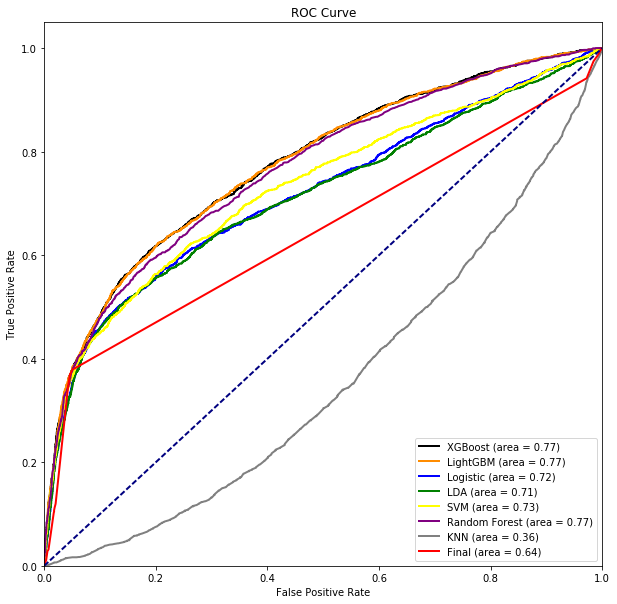 ROC Curve
1.0
0.8
0.6
0.4
0.2
0.0
True Positive Rate
XGBoost (area = 0.77)
LightGBM (area = 0.77)
Logistic (area = 0.72)
LDA (area = 0.71)
SVM (area = 0.73)
Random Forest (area = 0.77)
KNN (area = 0.36)
Final (area = 0.64)
0.0 0.2 0.4 0.6 0.8 1.0
False Positive Rate